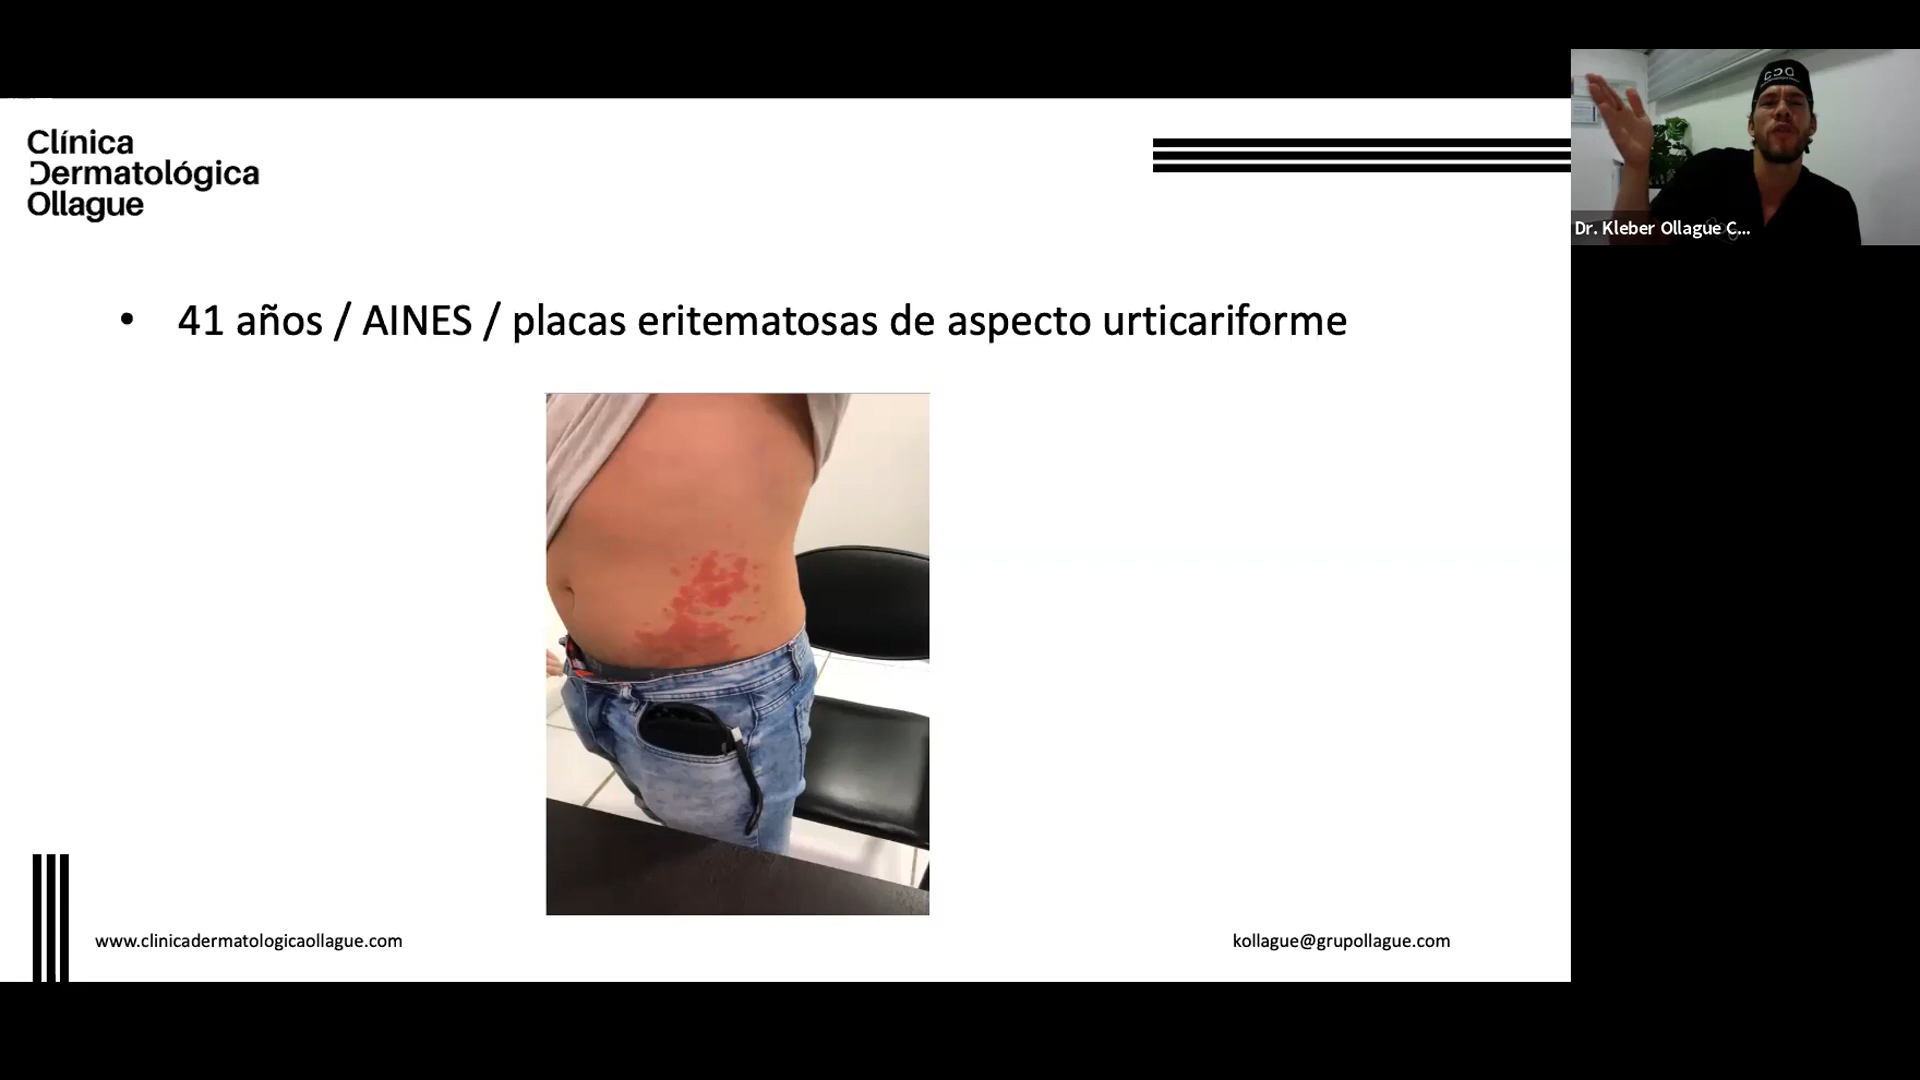 Clínica
Dermatológica
Ollague
Dr. Kleber Ollague C...
• 41 años / AINES / placas eritematosas de aspecto urticariforme
www.clinicadermatologicaollague.com
kollague@grupollague.com